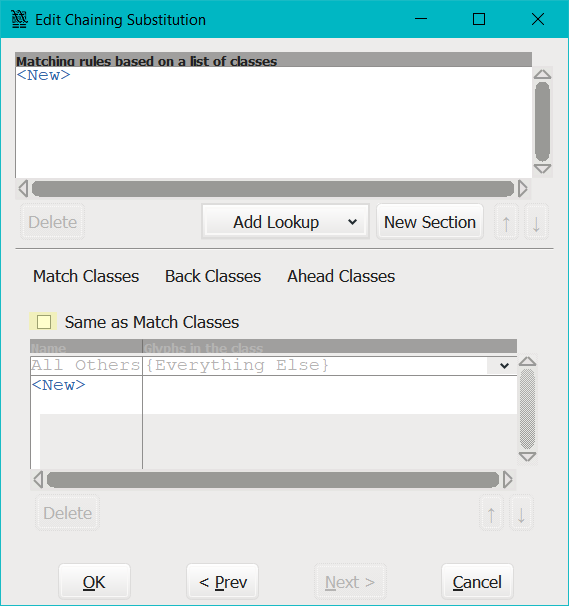 Edit Chaining Substitution
Matching rules based on a list of classes
<New>
Delete Add Lookup New Section ↑ ↓
Match Classes Back Classes Ahead Classes
Same as Match Classes
Name Glyphs in the class
All Others {Everything Else}
<New>
Delete ↑ ↓
OK < Prev Next > Cancel